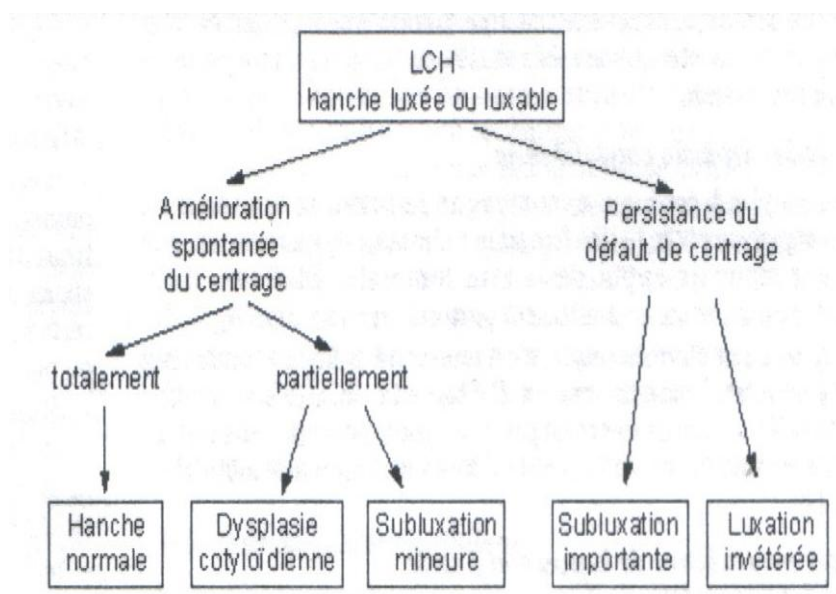 LCH
hanche luxée ou luxable
Amélioration
spontanée
du centrage
Persistance du
défaut de centrage
totalement
partiellement
Hanche
normale
Dysplasie
cotyloïdienne
Subluxation
mineure
Subluxation
importante
Luxation
invétérée